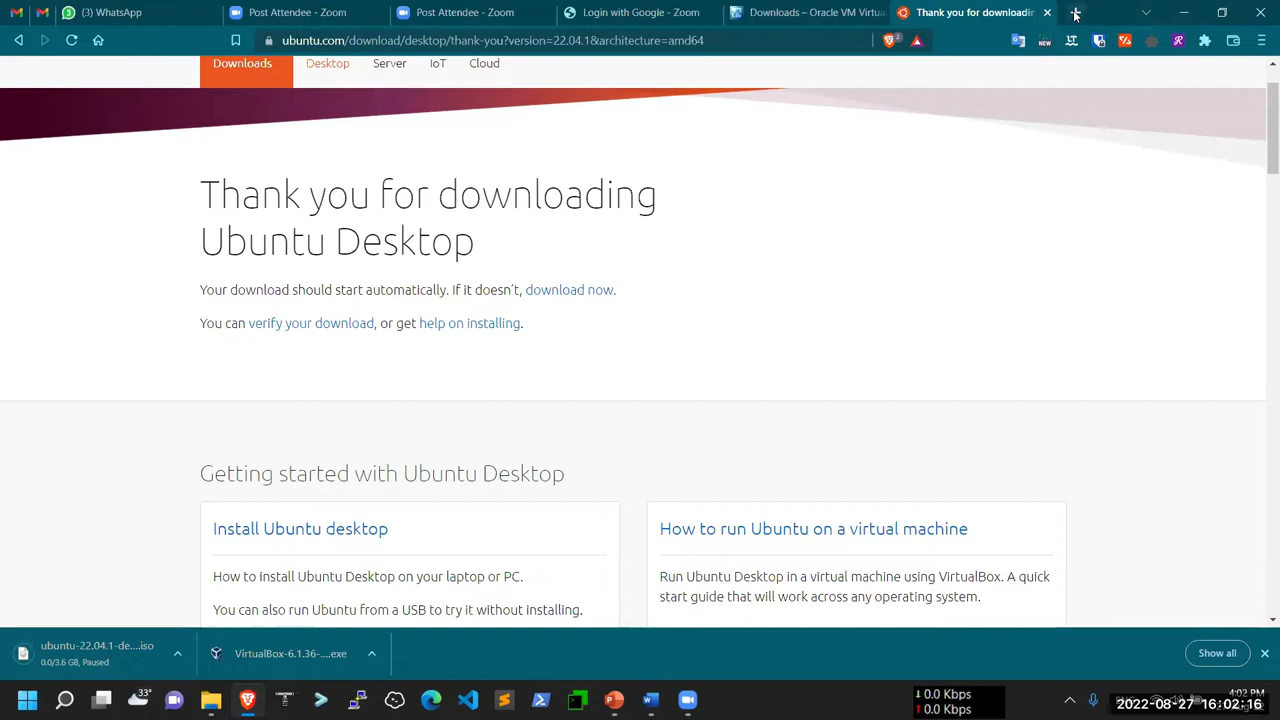 (3) WhatsApp
Post Attendee – Zoom
Post Attendee – Zoom
Login with Google - Zoom
Downloads – Oracle VM Virtua
Thank you for downloadin
ubuntu.com/download/desktop/thank-you?version=22.04.1&architecture=amd64
2
NEW
Downloads
Desktop
Server
IoT
Cloud
Thank you for downloading
Ubuntu Desktop
Your download should start automatically. If it doesn't, download now.
You can verify your download, or get help on installing.
Getting started with Ubuntu Desktop
Install Ubuntu desktop
How to install Ubuntu Desktop on your laptop or PC.
You can also run Ubuntu from a USB to try it without installing.
How to run Ubuntu on a virtual machine
Run Ubuntu Desktop in a virtual machine using VirtualBox. A quick
start guide that will work across any operating system.
ubuntu-22.04.1-de....iso
0.0/3.6 GB, Paused
VirtualBox-6.1.36-....exe
Show all
33°
↓ 0.0 Kbps
↑ 0.0 Kbps
4:02 PM
2022-08-27 16:02:16